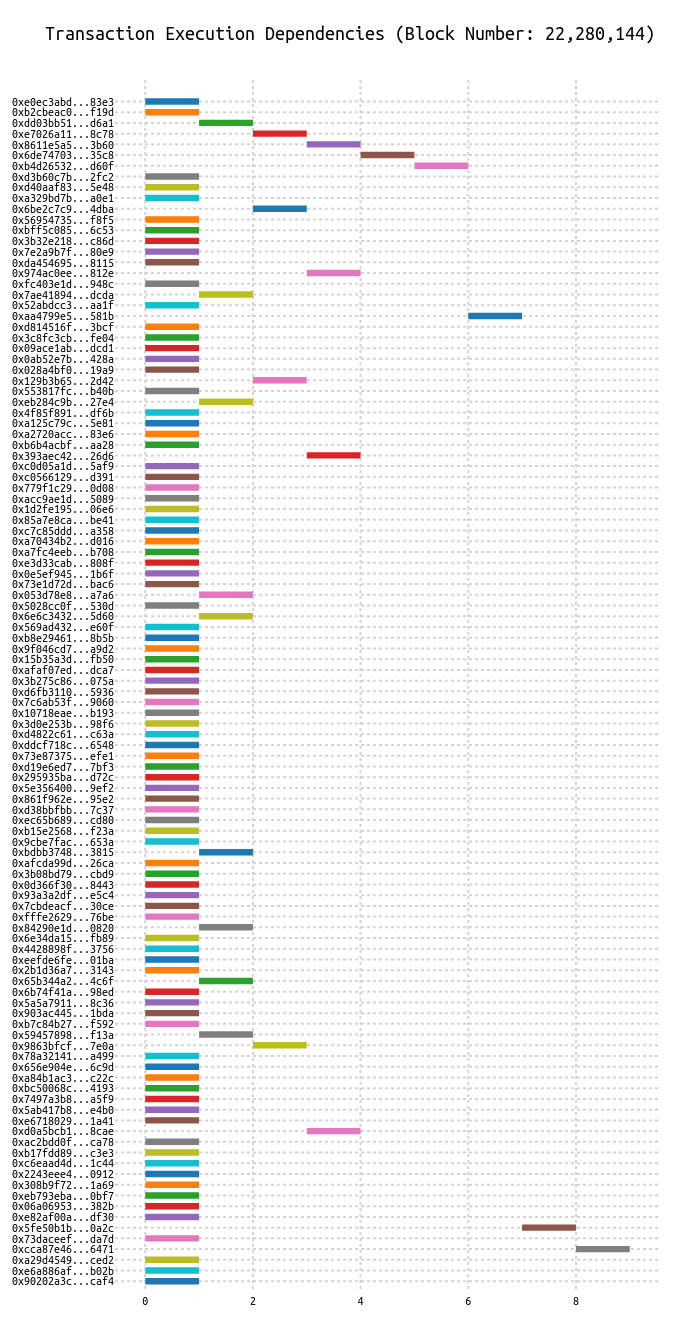 Transaction Execution Dependencies (Block Number: 22,280,144)
0xe0ec3abd...83e3
0xb2cbeac0...f19d
0xdd03bb51...d6a1
0xe7026a11...8c78
0x8611e5a5...3b60
0x6de74703...35c8
0xb4d26532...d60f
0xd3b60c7b...2fc2
0xd40aaf83...5e48
0xa329bd7b...a0e1
0x6be2c7c9...4dba
0x56954735...f8f5
0xbff5c085...6c53
0x3b32e218...c86d
0x7e2a9b7f...80e9
0xda454695...8115
0x974ac0ee...812e
0xfc403e1d...948c
0x7ae41894...dcda
0x52abdcc3...aa1f
0xaa4799e5...581b
0xd814516f...3bcf
0x3c8fc3cb...fe04
0x09ace1ab...dcd1
0x0ab52e7b...428a
0x028a4bf0...19a9
0x129b3b65...2d42
0x553817fc...b40b
0xeb284c9b...27e4
0x4f85f891...df6b
0xa125c79c...5e81
0xa2720acc...83e6
0xb6b4acbf...aa28
0x393aec42...26d6
0xc0d05a1d...5af9
0xc0566129...d391
0x779f1c29...0d08
0xacc9ae1d...5089
0x1d2fe195...06e6
0x85a7e8ca...be41
0xc7c85ddd...a358
0xa70434b2...d016
0xa7fc4eeb...b708
0xe3d33cab...808f
0x0e5ef945...1b6f
0x73e1d72d...bac6
0x053d78e8...a7a6
0x5028cc0f...530d
0x6e6c3432...5d60
0x569ad432...e60f
0xb8e29461...8b5b
0x9f046cd7...a9d2
0x15b35a3d...fb50
0xafaf07ed...dca7
0x3b275c86...075a
0xd6fb3110...5936
0x7c6ab53f...9060
0x10718eae...b193
0x3d0e253b...98f6
0xd4822c61...c63a
0xddcf718c...6548
0x73e87375...efe1
0xd19e6ed7...7bf3
0x295935ba...d72c
0x5e356400...9ef2
0x861f962e...95e2
0xd38bbfbb...7c37
0xec65b689...cd80
0xb15e2568...f23a
0x9cbe7fac...653a
0xbdbb3748...3815
0xafcda99d...26ca
0x3b08bd79...cbd9
0x0d366f30...8443
0x93a3a2df...e5c4
0x7cbdeacf...30ce
0xfffe2629...76be
0x84290e1d...0820
0x6e34da15...fb89
0x4428898f...3756
0xeefde6fe...01ba
0x2b1d36a7...3143
0x65b344a2...4c6f
0x6b74f41a...98ed
0x5a5a7911...8c36
0x903ac445...1bda
0xb7c84b27...f592
0x59457898...f13a
0x9863bfcf...7e0a
0x78a32141...a499
0x656e904e...6c9d
0xa84b1ac3...c22c
0xbc50068c...4193
0x7497a3b8...a5f9
0x5ab417b8...e4b0
0xe6718029...1a41
0xd0a5bcb1...8cae
0xac2bdd0f...ca78
0xb17fdd89...c3e3
0xc6eaad4d...1c44
0x2243eee4...0912
0x308b9f72...1a69
0xeb793eba...0bf7
0x06a06953...382b
0xe82af00a...df30
0x5fe50b1b...0a2c
0x73daceef...da7d
0xcca87e46...6471
0xa29d4549...ced2
0xe6a886af...b02b
0x90202a3c...caf4
0 2 4 6 8